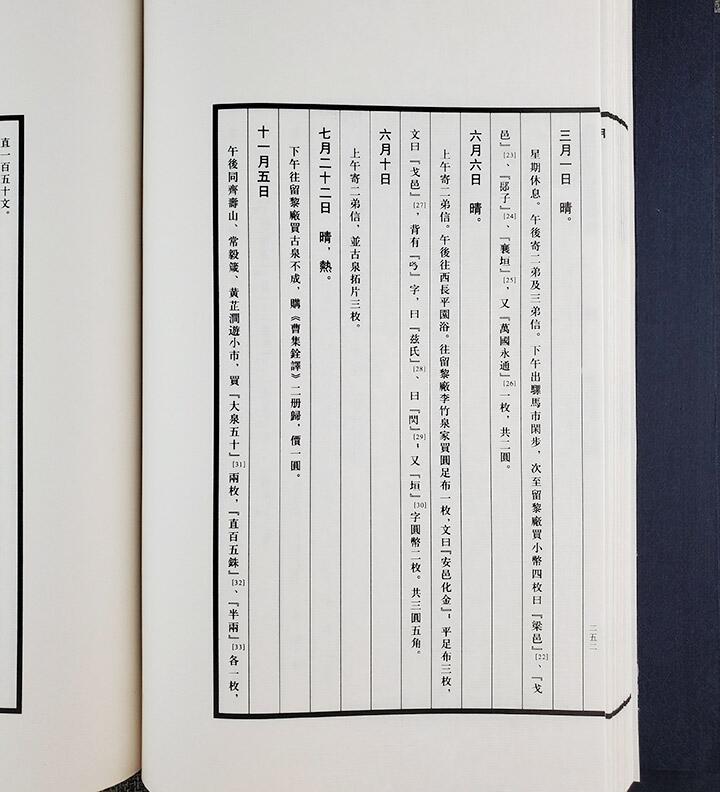 三月一日　晴。
星期休息。午後寄二弟及三弟信。下午出騾馬市閑步，次至留黎廠買小幣四枚曰『梁邑』[22]、『戈
邑』[23]、『郘子』[24]、『襄垣』[25]，又『萬國永通』[26]一枚，共二圓。
六月六日　晴。
上午寄二弟信。午後往西長平園浴。往留黎廠李竹泉家買圓足布一枚，文曰『安邑化金』，平足布三枚，
文曰『戈邑』[27]，背有『』字，曰『兹氏』[28]、曰『閃』[29]，又『垣』[30]字圓幣二枚。共三圓五角。
六月十日
上午寄二弟信，並古泉拓片三枚。
七月二十二日　晴，熱。
下午往留黎廠買古泉不成，購《曹集銓譯》二册歸，價一圓。
十一月五日
午後同齊壽山、常毅箴、黃芷澗遊小市，買『大泉五十』[31]兩枚，『直百五銖』[32]、『半兩』[33]各一枚，
二五二
直一百五十文。